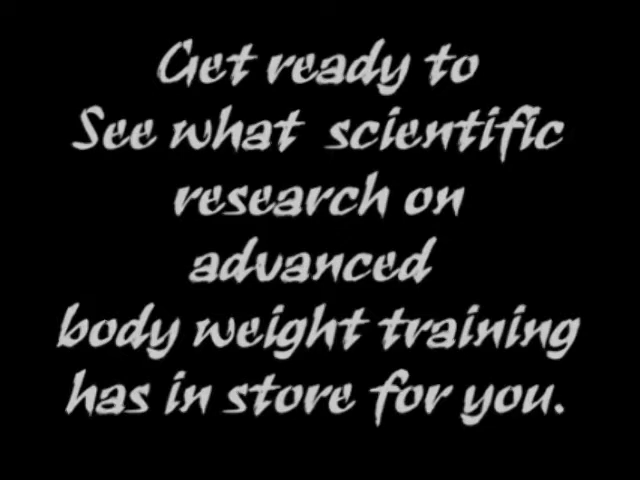 Get ready to
See what scientific
research on
advanced
body weight training
has in store for you.